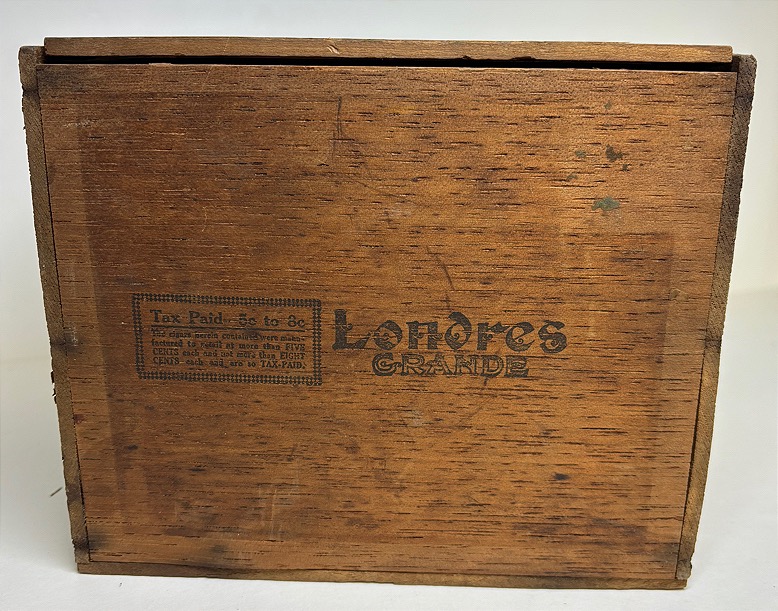 Tax Paid 5c to 8c
The cigars herein contained were manu-
factured to retail at more than FIVE
CENTS each and not more than EIGHT
CENTS each and are so TAX-PAID.
Londres
GRANDE